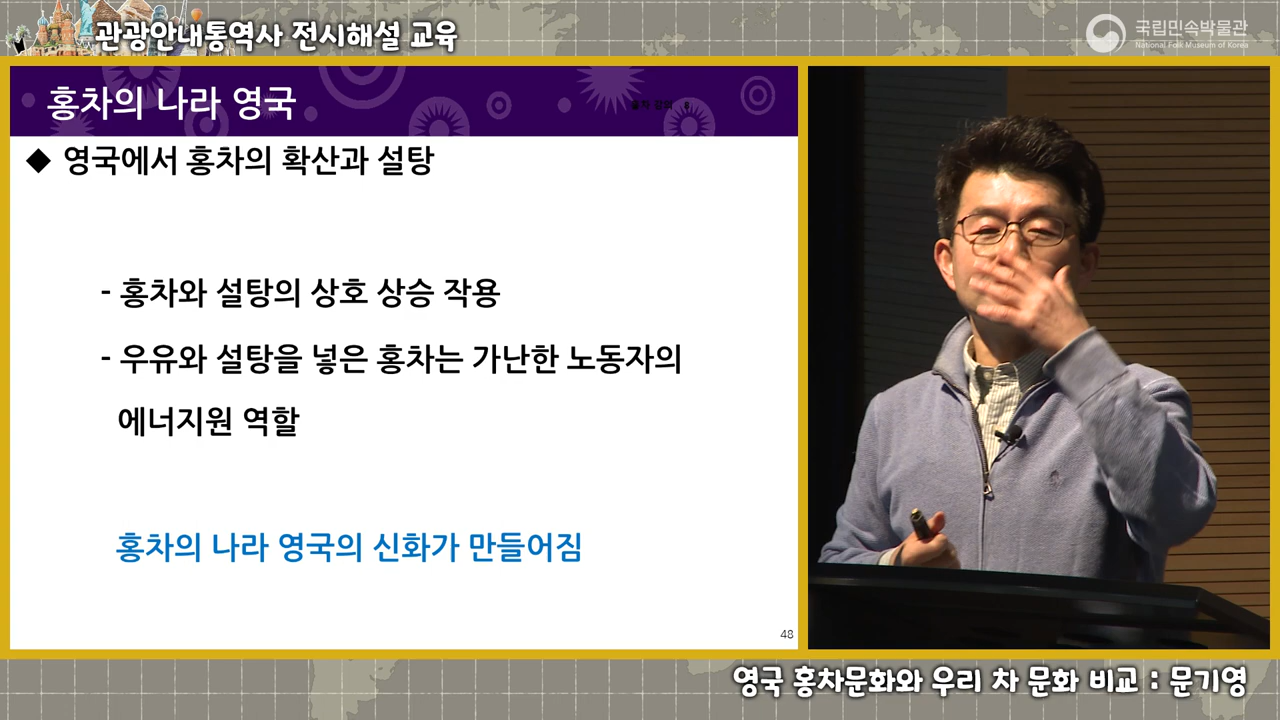 관광안내통역사 전시해설 교육
국립민속박물관
National Folk Museum of Korea
홍차의 나라 영국
홍차 강의 8
◆ 영국에서 홍차의 확산과 설탕
- 홍차와 설탕의 상호 상승 작용
- 우유와 설탕을 넣은 홍차는 가난한 노동자의
에너지원 역할
홍차의 나라 영국의 신화가 만들어짐
48
영국 홍차문화와 우리 차 문화 비교 : 문기영